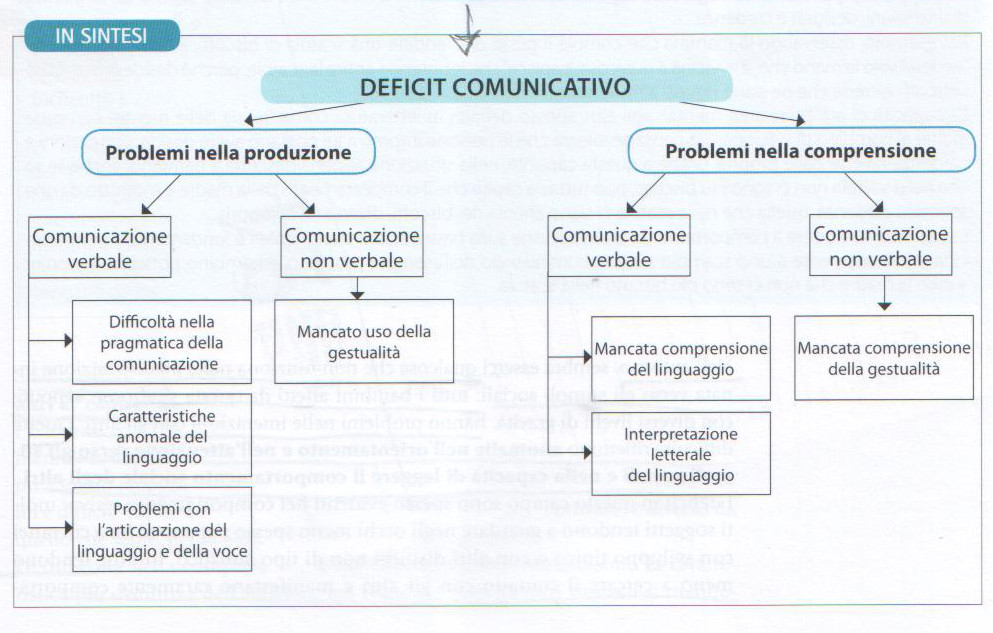 IN SINTESI
DEFICIT COMUNICATIVO
Problemi nella produzione
Problemi nella comprensione
Comunicazione
verbale
Comunicazione
non verbale
Comunicazione
verbale
Comunicazione
non verbale
Difficoltà nella
pragmatica della
comunicazione
Mancato uso della
gestualità
Mancata comprensione
del linguaggio
Mancata comprensione
della gestualità
Caratteristiche
anomale del
linguaggio
Interpretazione
letterale
del linguaggio
Problemi con
l'articolazione del
linguaggio e della voce